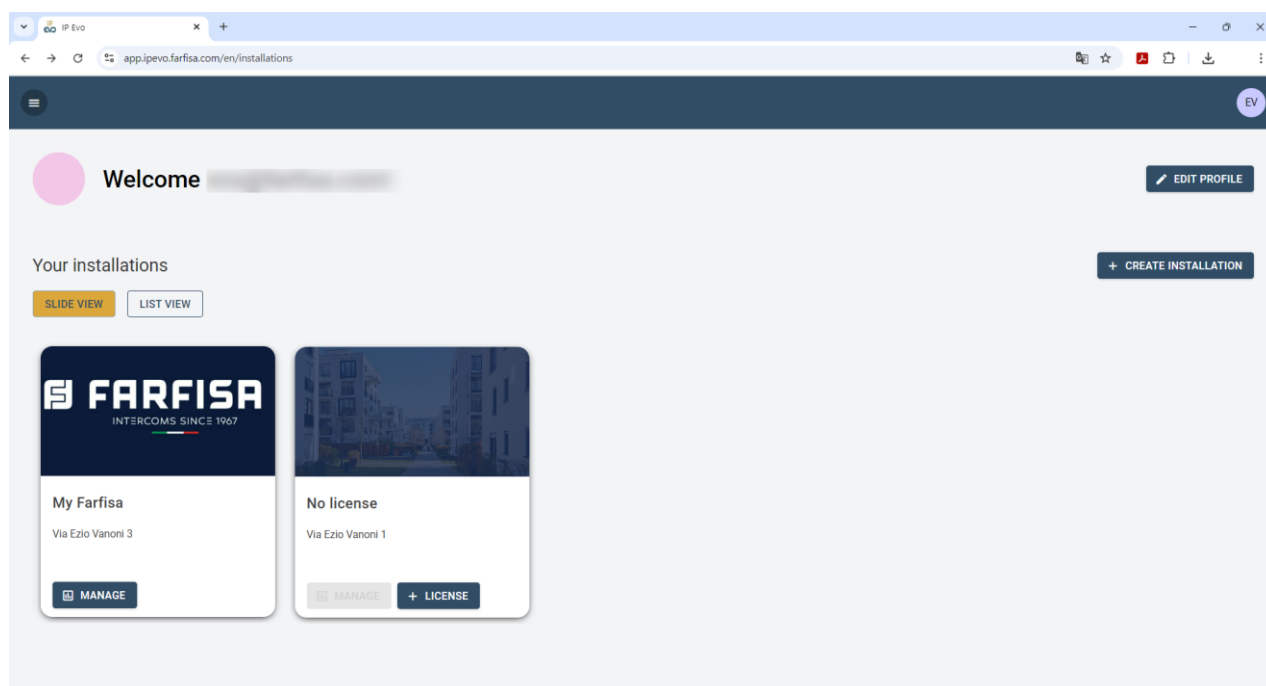 IP Evo
app.ipevo.farfisa.com/en/installations
EV
Welcome
EDIT PROFILE
Your installations
+ CREATE INSTALLATION
SLIDE VIEW
LIST VIEW
FARFISA
INTERCOMS SINCE 1967
My Farfisa
Via Ezio Vanoni 3
MANAGE
No license
Via Ezio Vanoni 1
MANAGE
+ LICENSE